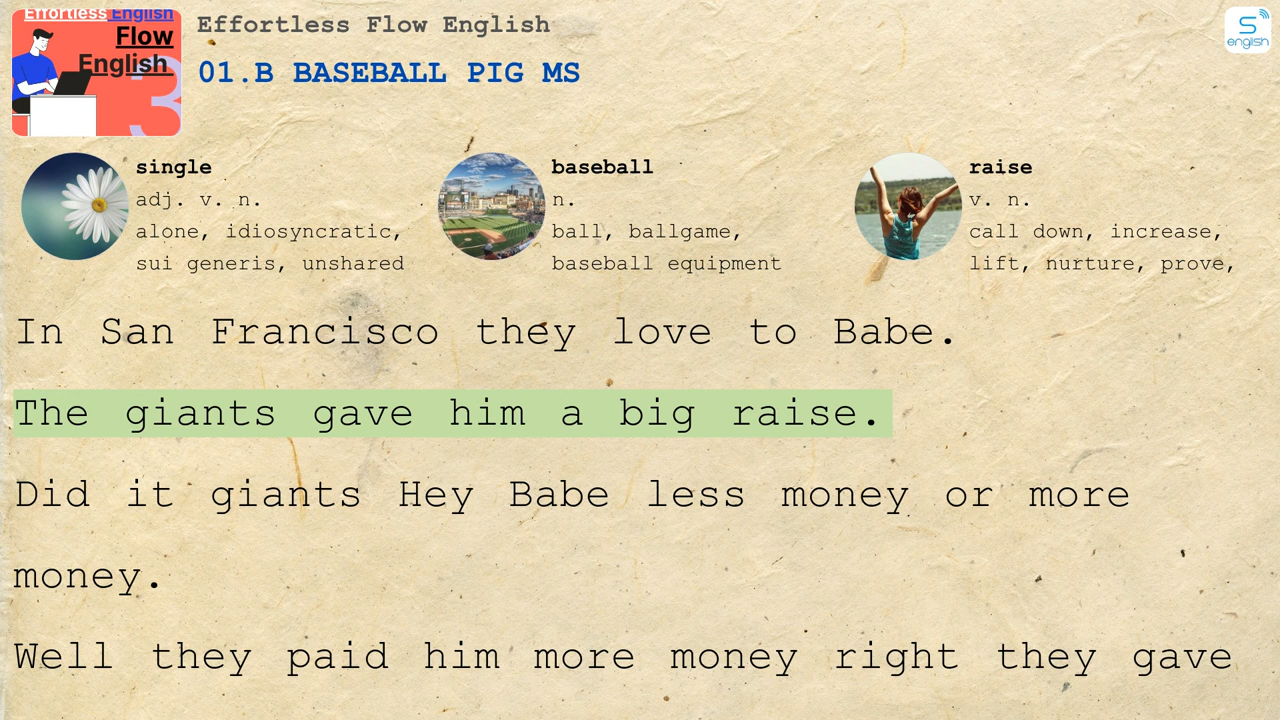 Effortless English
Flow
English
3
Effortless Flow English
01.B BASEBALL PIG MS
S
english
single
adj. v. n.
alone, idiosyncratic,
sui generis, unshared
baseball
n.
ball, ballgame,
baseball equipment
raise
v. n.
call down, increase,
lift, nurture, prove,
In San Francisco they love to Babe.
The giants gave him a big raise.
Did it giants Hey Babe less money or more
money.
Well they paid him more money right they gave